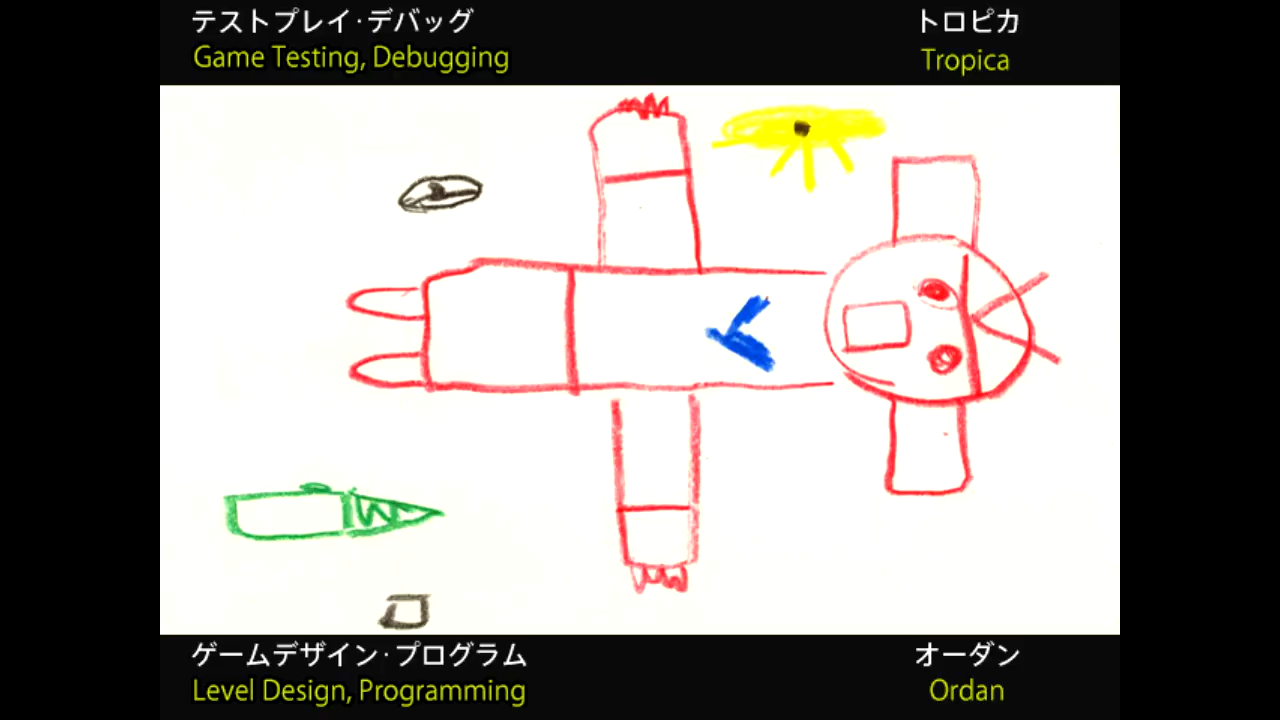 テストプレイ・デバッグ
トロピカ
Game Testing, Debugging
Tropica
ゲームデザイン・プログラム
オーダン
Level Design, Programming
Ordan